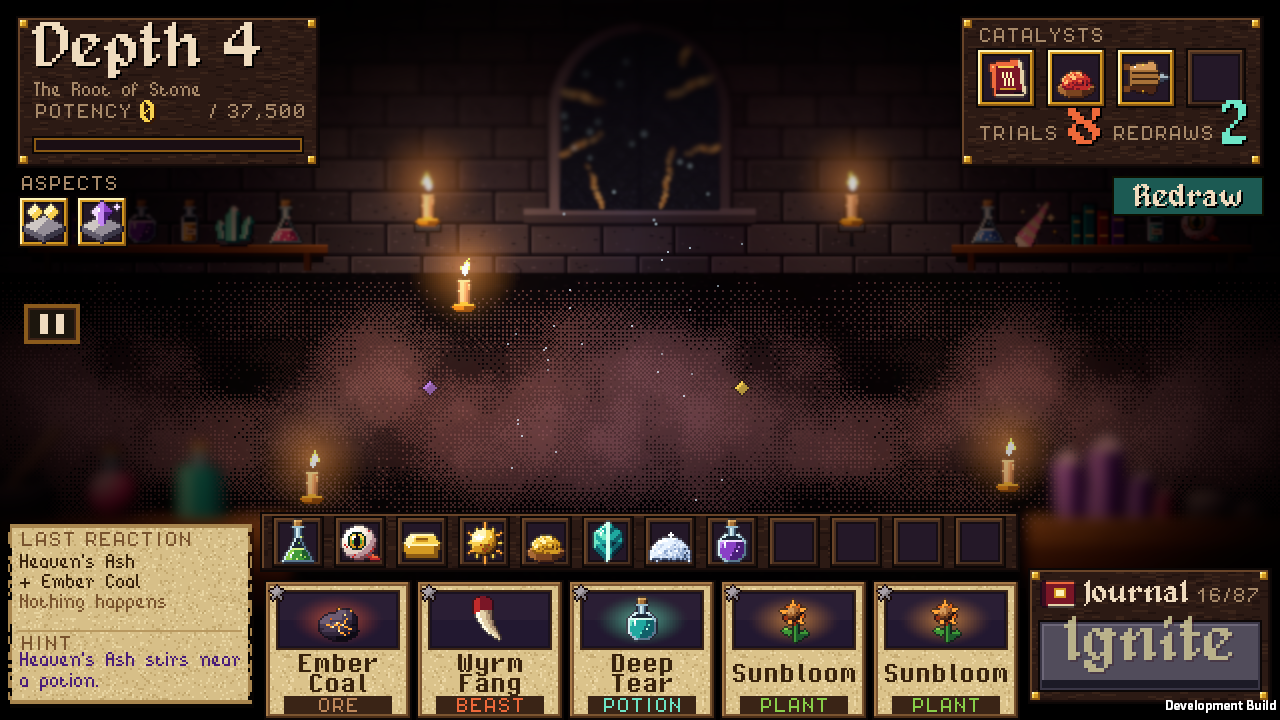 Depth 4
The Root of Stone
POTENCY 0 / 37,500
ASPECTS
CATALYSTS
TRIALS 8 REDRAWS 2
Redraw
LAST REACTION
Heaven's Ash
+ Ember Coal
Nothing happens
HINT
Heaven's Ash stirs near
a potion.
Ember
Coal
ORE
Wyrm
Fang
BEAST
Deep
Tear
POTION
Sunbloom
PLANT
Sunbloom
PLANT
Journal 16/87
Ignite
Development Build